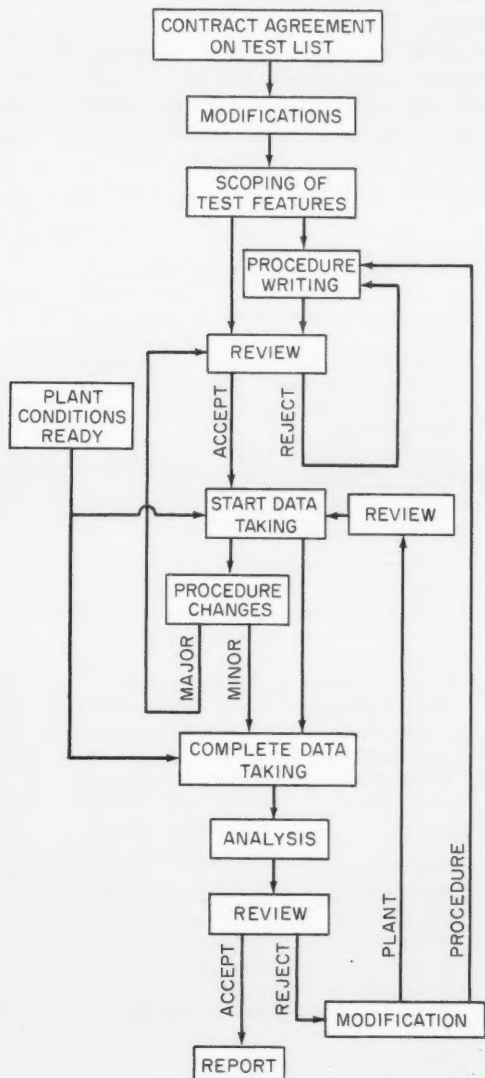 CONTRACT AGREEMENT
ON TEST LIST
MODIFICATIONS
SCOPING OF
TEST FEATURES
PROCEDURE
WRITING
REVIEW
PLANT
CONDITIONS
READY
ACCEPT
REJECT
START DATA
TAKING
REVIEW
PROCEDURE
CHANGES
MAJOR
MINOR
COMPLETE DATA
TAKING
ANALYSIS
REVIEW
PLANT
PROCEDURE
ACCEPT
REJECT
MODIFICATION
REPORT